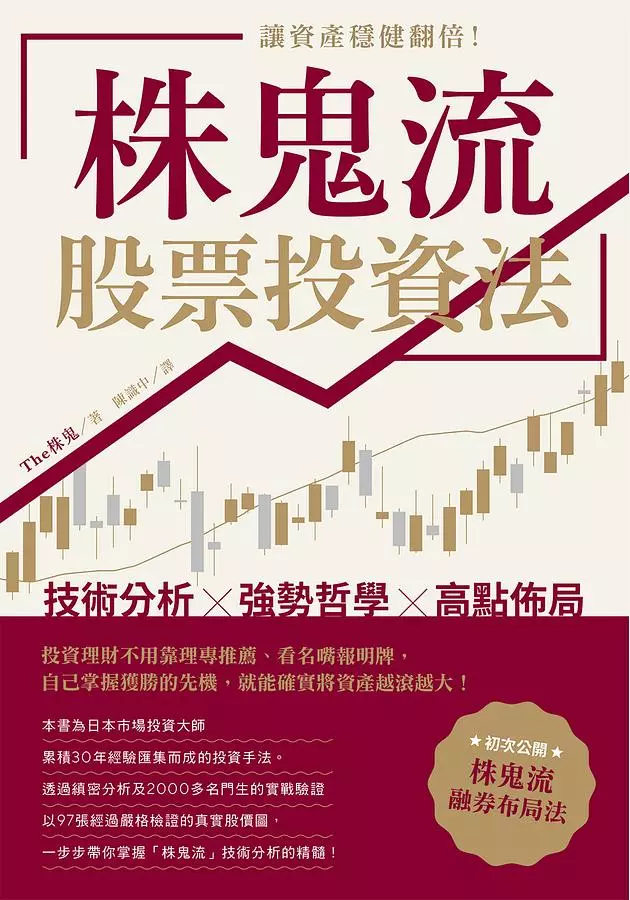 讓資產穩健翻倍！
株鬼流
股票投資法
The株鬼／著　陳識中／譯
技術分析×強勢哲學×高點佈局
投資理財不用靠理專推薦、看名嘴報明牌，
自己掌握獲勝的先機，就能確實將資產越滾越大！
本書為日本市場投資大師
累積30年經驗匯集而成的投資手法。
透過縝密分析及2000多名門生的實戰驗證
以97張經過嚴格檢證的真實股價圖，
一步步帶你掌握「株鬼流」技術分析的精髓！
★初次公開★
株鬼流
融券布局法